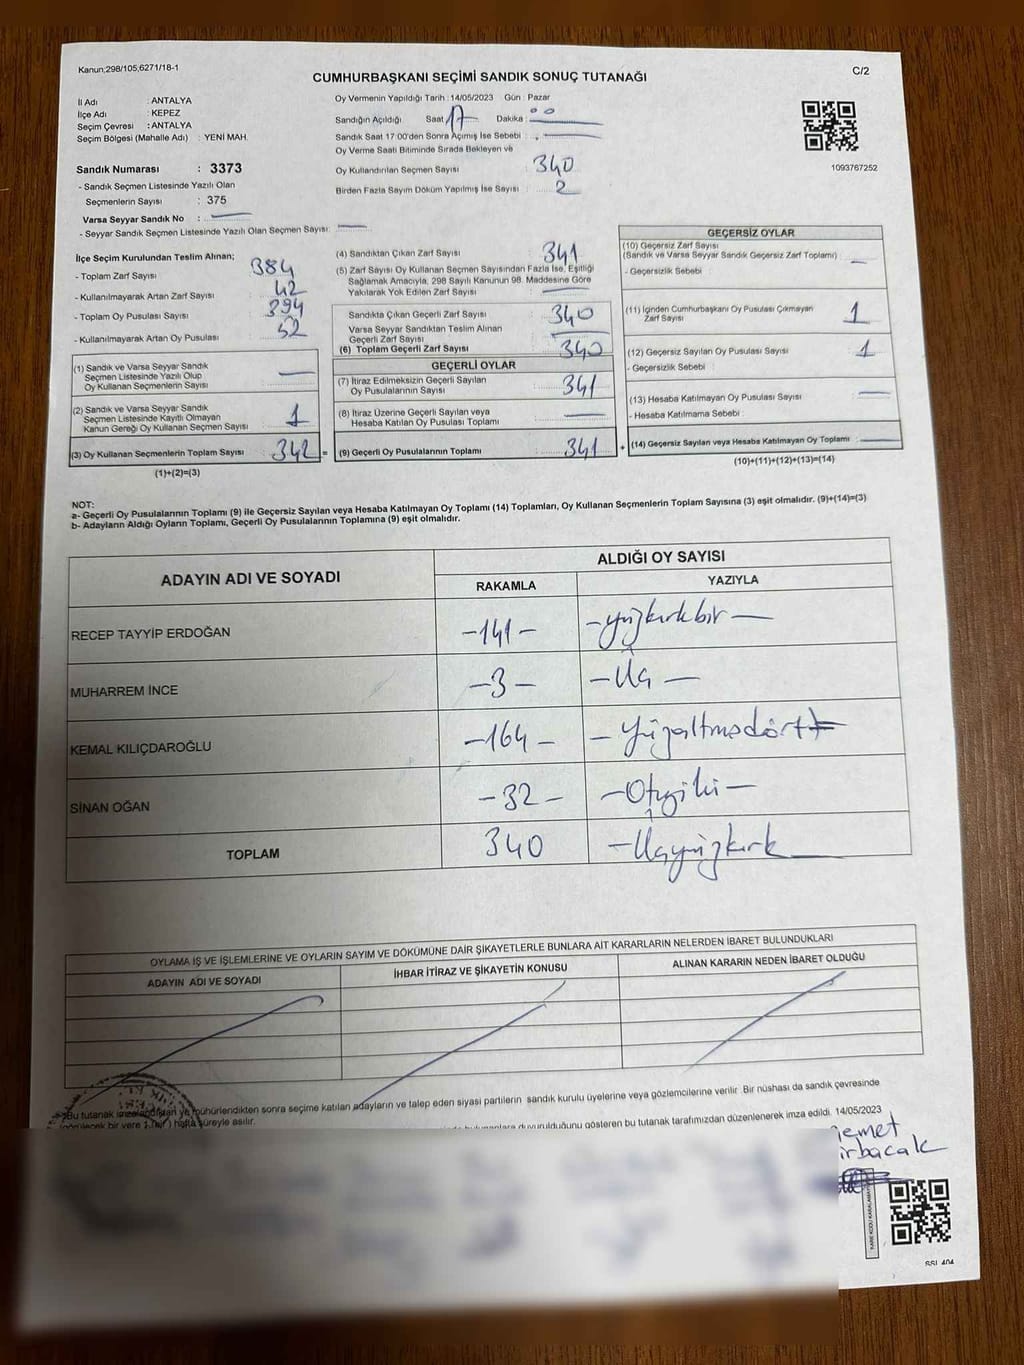 Kanun;298/105,6271/18-1
CUMHURBAŞKANI SEÇİMİ SANDIK SONUÇ TUTANAĞI
C/2
İl Adı : ANTALYA
İlçe Adı : KEPEZ
Seçim Çevresi : ANTALYA
Seçim Bölgesi (Mahalle Adı) : YENİ MAH.
Sandık Numarası : 3373
- Sandık Seçmen Listesinde Yazılı Olan
Seçmenlerin Sayısı : 375
Varsa Seyyar Sandık No :
- Seyyar Sandık Seçmen Listesinde Yazılı Olan Seçmen Sayısı:
Oy Vermenin Yapıldığı Tarih : 14/05/2023 Gün : Pazar
Sandığın Açıldığı Saat 17 Dakika : 00
Sandık Saat 17:00'den Sonra Açılmış İse Sebebi :
Oy Verme Saati Bitiminde Sırada Bekleyen ve
Oy Kullandırılan Seçmen Sayısı 340
Birden Fazla Sayım Döküm Yapılmış İse Sayısı 2
1093767252
İlçe Seçim Kurulundan Teslim Alınan;
- Toplam Zarf Sayısı 384
- Kullanılmayarak Artan Zarf Sayısı 42
- Toplam Oy Pusulası Sayısı 394
- Kullanılmayarak Artan Oy Pusulası 52
(1) Sandık ve Varsa Seyyar Sandık
Seçmen Listesinde Yazılı Olup
Oy Kullanan Seçmenlerin Sayısı
(2) Sandık ve Varsa Seyyar Sandık
Seçmen Listesinde Kayıtlı Olmayan
Kanun Gereği Oy Kullanan Seçmen Sayısı 1
(3) Oy Kullanan Seçmenlerin Toplam Sayısı 342 =
(1)+(2)=(3)
(4) Sandıktan Çıkan Zarf Sayısı 341
(5) Zarf Sayısı Oy Kullanan Seçmen Sayısından Fazla İse, Eşitliği
Sağlamak Amacıyla, 298 Sayılı Kanunun 98. Maddesine Göre
Yakılarak Yok Edilen Zarf Sayısı
Sandıkta Çıkan Geçerli Zarf Sayısı 340
Varsa Seyyar Sandıktan Teslim Alınan
Geçerli Zarf Sayısı
(6) Toplam Geçerli Zarf Sayısı 340
GEÇERLİ OYLAR
(7) İtiraz Edilmeksizin Geçerli Sayılan
Oy Pusulalarının Sayısı 341
(8) İtiraz Üzerine Geçerli Sayılan veya
Hesaba Katılan Oy Pusulası Toplamı
(9) Geçerli Oy Pusulalarının Toplamı 341 +
GEÇERSİZ OYLAR
(10) Geçersiz Zarf Sayısı
(Sandık ve Varsa Seyyar Sandık Geçersiz Zarf Toplamı)
- Geçersizlik Sebebi
(11) İçinden Cumhurbaşkanı Oy Pusulası Çıkmayan
Zarf Sayısı 1
(12) Geçersiz Sayılan Oy Pusulası Sayısı 1
- Geçersizlik Sebebi :
(13) Hesaba Katılmayan Oy Pusulası Sayısı
- Hesaba Katılmama Sebebi :
(14) Geçersiz Sayılan veya Hesaba Katılmayan Oy Toplamı
(10)+(11)+(12)+(13)=(14)
NOT:
a- Geçerli Oy Pusulalarının Toplamı (9) ile Geçersiz Sayılan veya Hesaba Katılmayan Oy Toplamı (14) Toplamları, Oy Kullanan Seçmenlerin Toplam Sayısına (3) eşit olmalıdır. (9)+(14)=(3)
b- Adayların Aldığı Oyların Toplamı, Geçerli Oy Pusulalarının Toplamına (9) eşit olmalıdır.
ADAYIN ADI VE SOYADI
ALDIĞI OY SAYISI
RAKAMLA YAZIYLA
RECEP TAYYİP ERDOĞAN -141- -yüzkırkbir-
MUHARREM İNCE -3- -Üç-
KEMAL KILIÇDAROĞLU -164- -yüzaltmışdört
SİNAN OĞAN -32- -Otuziki-
TOPLAM 340 -Üçyüzkırk
OYLAMA İŞ VE İŞLEMLERİNE VE OYLARIN SAYIM VE DÖKÜMÜNE DAİR ŞİKAYETLERLE BUNLARA AİT KARARLARIN NELERDEN İBARET BULUNDUKLARI
ADAYIN ADI VE SOYADI
İHBAR İTİRAZ VE ŞİKAYETİN KONUSU
ALINAN KARARIN NEDEN İBARET OLDUĞU
Bu tutanak imzalandıktan ve mühürlendikten sonra seçime katılan adayların ve talep eden siyasi partilerin sandık kurulu üyelerine veya gözlemcilerine verilir. Bir nüshası da sandık çevresinde
görülecek bir yere 1 hafta süreyle asılır.
duyurulduğunu gösteren bu tutanak tarafımızdan düzenlenerek imza edildi. 14/05/2023